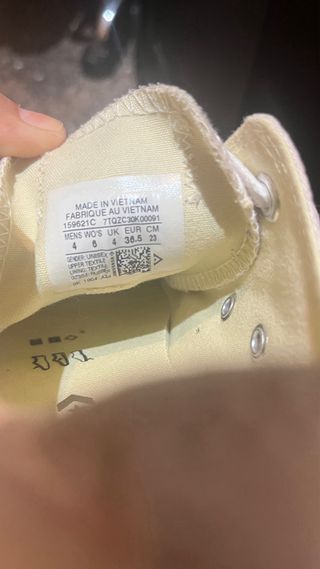 MADE IN VIETNAM
FABRIQUE AU VIETNAM
159621C 7TQZC30K00091
MENS WO'S UK EUR CM
4 6 4 36.5 23
GENDER: UNISEX
UPPER: TEXTILE
LINING: TEXTILE